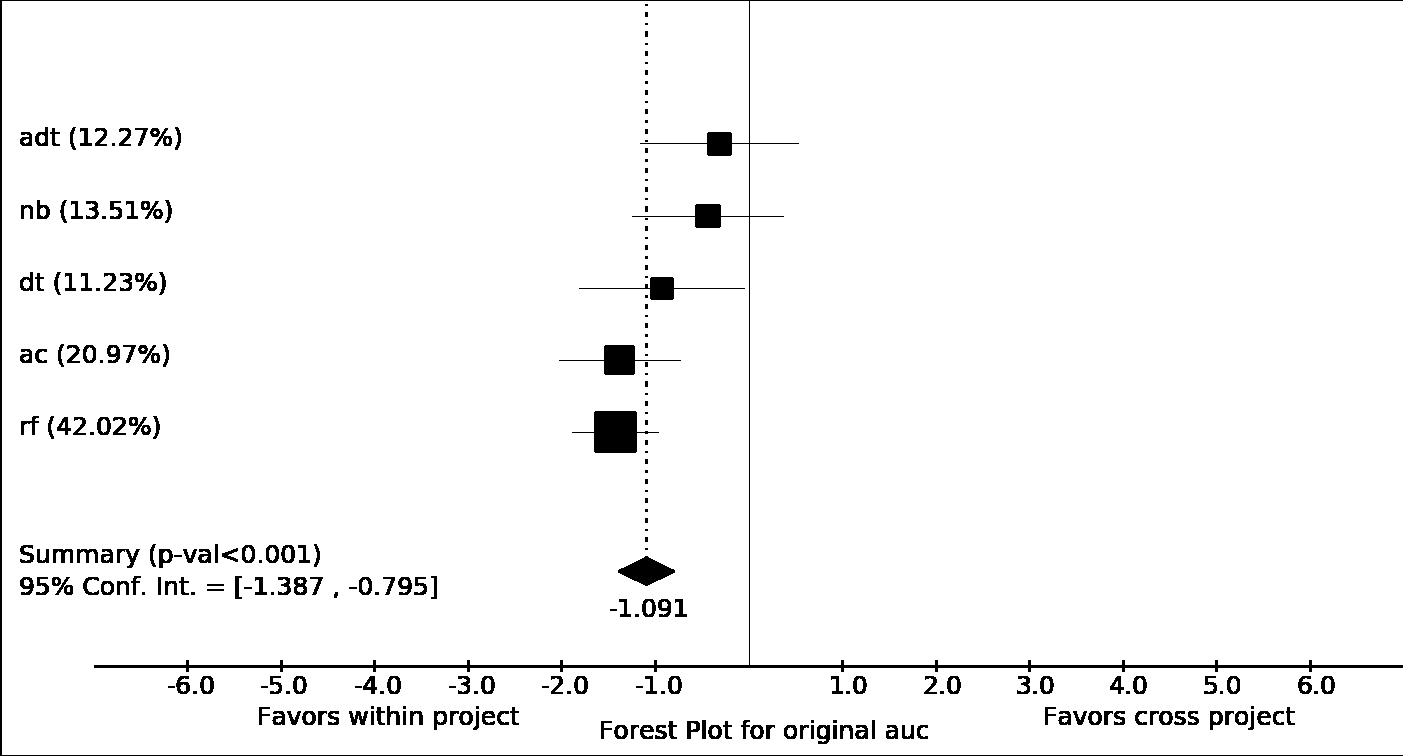 adt (12.27%)
nb (13.51%)
dt (11.23%)
ac (20.97%)
rf (42.02%)
Summary (p-val<0.001)
95% Conf. Int. = [-1.387 , -0.795]
-1.091
-6.0 -5.0 -4.0 -3.0 -2.0 -1.0 1.0 2.0 3.0 4.0 5.0 6.0
Favors within project Favors cross project
Forest Plot for original auc